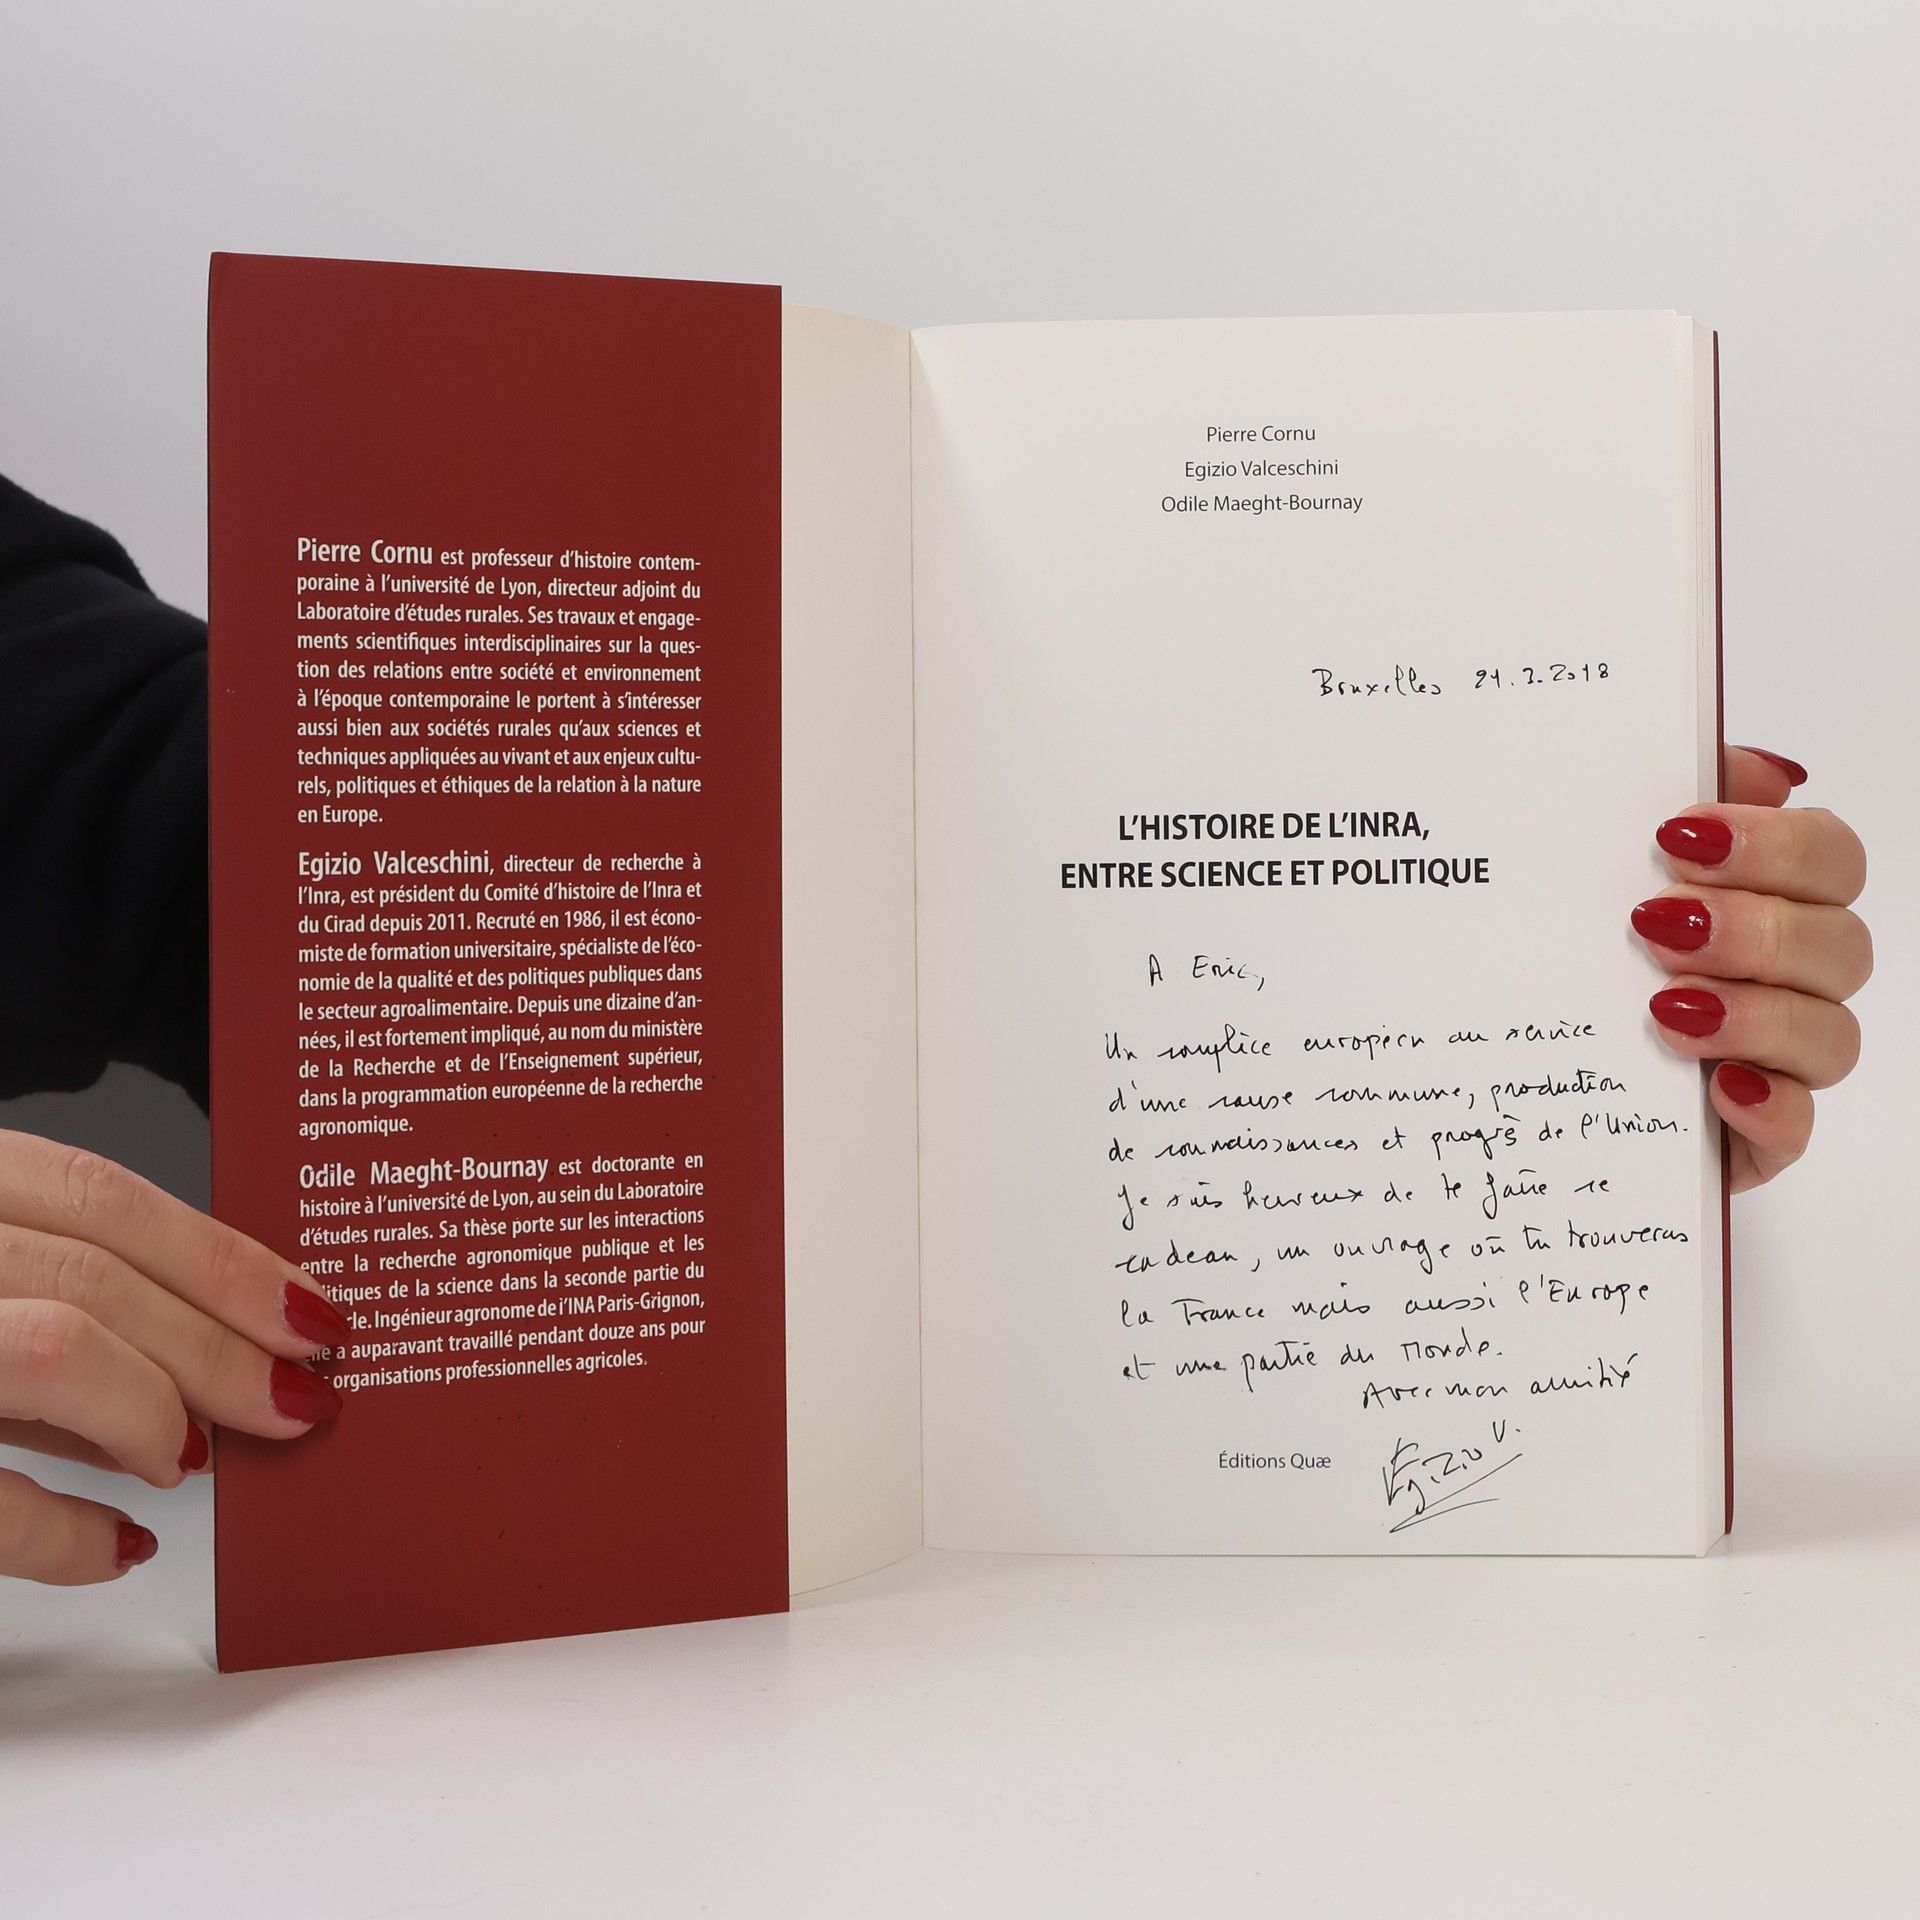 Pierre Cornu est professeur d'histoire contem-
poraine à l'université de Lyon, directeur adjoint du
Laboratoire d'études rurales. Ses travaux et engage-
ments scientifiques interdisciplinaires sur la ques-
tion des relations entre société et environnement
à l'époque contemporaine le portent à s'intéresser
aussi bien aux sociétés rurales qu'aux sciences et
techniques appliquées au vivant et aux enjeux cultu-
rels, politiques et éthiques de la relation à la nature
en Europe.
Egizio Valceschini, directeur de recherche à
l'Inra, est président du Comité d'histoire de l'Inra et
du Cirad depuis 2011. Recruté en 1986, il est écono-
miste de formation universitaire, spécialiste de l'éco-
nomie de la qualité et des politiques publiques dans
le secteur agroalimentaire. Depuis une dizaine d'an-
nées, il est fortement impliqué, au nom du ministère
de la Recherche et de l'Enseignement supérieur,
dans la programmation européenne de la recherche
agronomique.
Odile Maeght-Bournay est doctorante en
histoire à l'université de Lyon, au sein du Laboratoire
d'études rurales. Sa thèse porte sur les interactions
entre la recherche agronomique publique et les
litiques de la science dans la seconde partie du
cle. Ingénieur agronome de l'INA Paris-Grignon,
elle a auparavant travaillé pendant douze ans pour
organisations professionnelles agricoles.
Pierre Cornu
Egizio Valceschini
Odile Maeght-Bournay
Bruxelles 21.3.2018
L'HISTOIRE DE L'INRA,
ENTRE SCIENCE ET POLITIQUE
A Eric,
Un complice européen au service
d'une cause commune, production
de connaissances et progrès de l'Union.
Je suis heureux de te faire ce
cadeau, un ouvrage où tu trouveras
la France mais aussi l'Europe
et une partie du Monde.
Avec mon amitié
Éditions Quæ
Egizio V.